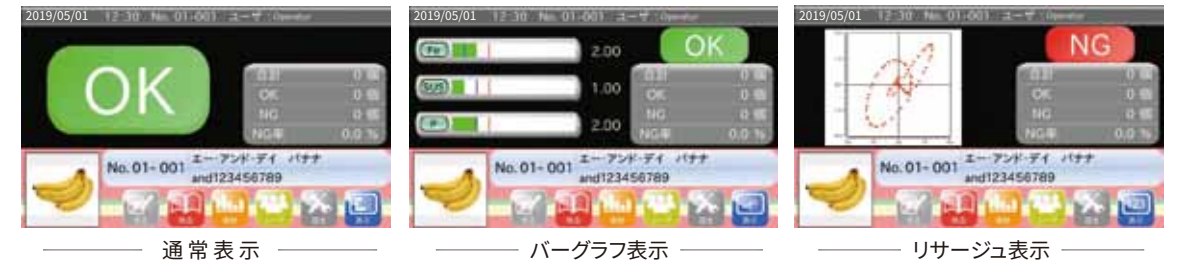 2019/05/01 12:30 No. 01-001 ユーザ:Operator
OK
合計 0 個
OK 0 個
NG 0 個
NG率 0.0 %
No. 01- 001 エー・アンド・デイ バナナ
and123456789
通常表示
2019/05/01 12:30 No. 01-001 ユーザ:Operator
Fe 2.00
SUS 1.00
P 2.00
OK
合計 0 個
OK 0 個
NG 0 個
NG率 0.0 %
No. 01- 001 エー・アンド・デイ バナナ
and123456789
バーグラフ表示
2019/05/01 12:30 No. 01-001 ユーザ:Operator
NG
合計 0 個
OK 0 個
NG 0 個
NG率 0.0 %
No. 01- 001 エー・アンド・デイ バナナ
and123456789
リサージュ表示